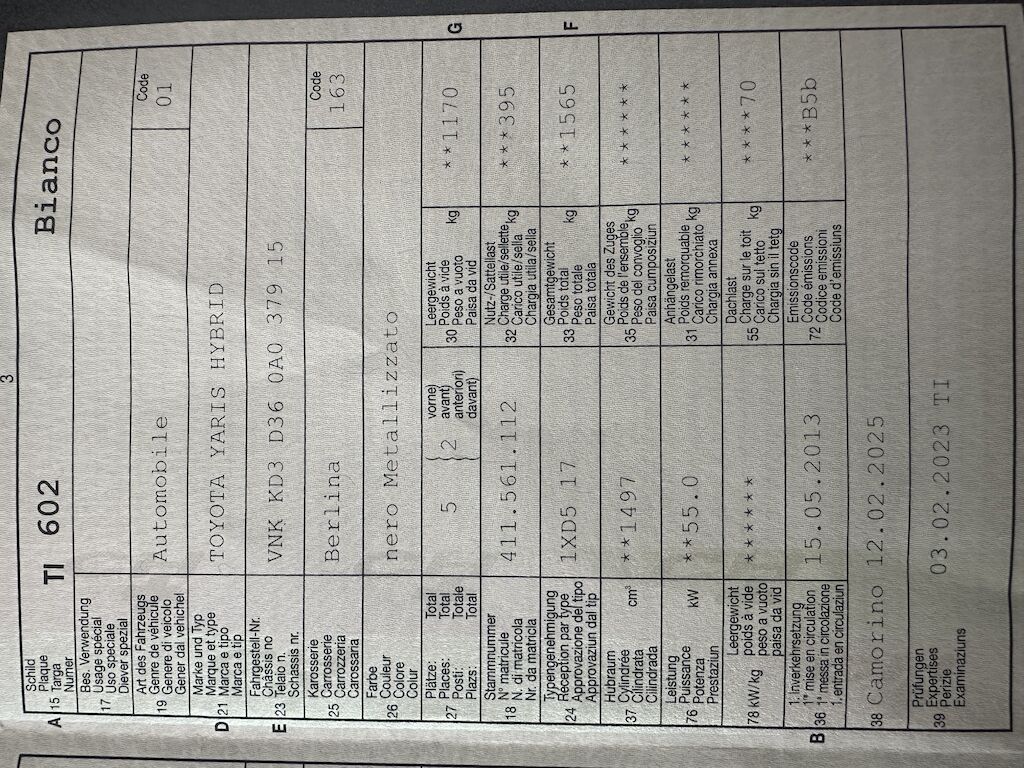 3
A 15 Schild Plaque Targa Numer TI 602 Bianco
17 Bes. Verwendung
Usage spécial
Uso speciale
Diever spezial
19 Art des Fahrzeugs
Genre de véhicule
Genere di veicolo
Gener dal vehichel
Automobile
Code
01
D 21 Marke und Typ
Marque et type
Marca e tipo
Marca e tip
TOYOTA YARIS HYBRID
E 23 Fahrgestell-Nr.
Châssis no
Telaio n.
Schassis nr.
VNK KD3 D36 0A0 379 15
25 Karosserie
Carrosserie
Carrozzeria
Carossaria
Berlina
Code
163
26 Farbe
Couleur
Colore
Colur
nero Metallizzato
27 Plätze: Total
Places: Total
Posti: Totale
Plazs: Total
5 } 2 vorne)
avant)
anteriori)
davant)
30 Leergewicht
Poids à vide
Peso a vuoto
Paisa da vid
kg
**1170 G
18 Stammnummer
N° matricule
N. di matricola
Nr. da matricla
411.561.112
32 Nutz-/Sattellast
Charge utile/sellette
Carico utile/sella
Chargia utila/sella
kg
***395
24 Typengenehmigung
Réception par type
Approvazione del tipo
Approvaziun dal tip
1XD5 17
33 Gesamtgewicht
Poids total
Peso totale
Paisa totala
kg
**1565 F
37 Hubraum
Cylindrée
Cilindrata
Cilindrada
cm³
**1497
35 Gewicht des Zuges
Poids de l'ensemble
Peso del convoglio
Paisa cumposiziun
kg
******
76 Leistung
Puissance
Potenza
Prestaziun
kW
**55.0
31 Anhängelast
Poids remorquable
Carico rimorchiato
Chargia annexa
kg
******
78 kW/kg Leergewicht
poids à vide
peso a vuoto
paisa da vid
******
55 Dachlast
Charge sur le toit
Carico sul tetto
Chargia sin il tetg
kg
****70
B 36 1. Inverkehrsetzung
1re mise en circulation
1a messa in circolazione
1. entrada en circulaziun
15.05.2013
72 Emissionscode
Code émissions
Codice emissioni
Code d'emissiuns
***B5b
38 Camorino 12.02.2025
39 Prüfungen
Expertises
Perizie
Examinaziuns
03.02.2023 TI